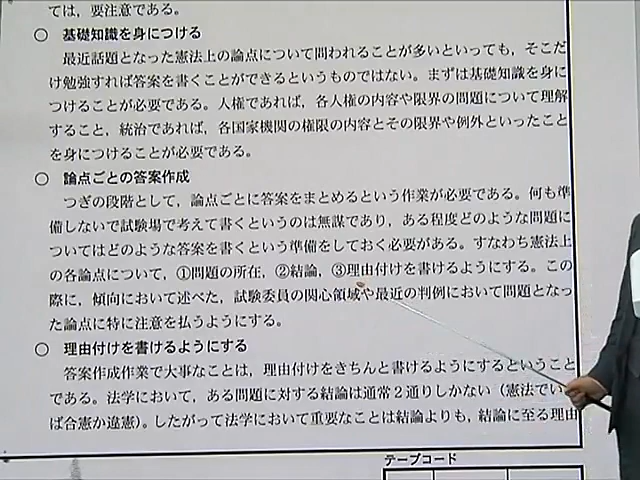 ては，要注意である。
○ 基礎知識を身につける
最近話題となった憲法上の論点について問われることが多いといっても，そこだ
け勉強すれば答案を書くことができるというものではない。まずは基礎知識を身に
つけることが必要である。人権であれば，各人権の内容や限界の問題について理解
すること，統治であれば，各国家機関の権限の内容とその限界や例外といったこと
を身につけることが必要である。
○ 論点ごとの答案作成
つぎの段階として，論点ごとに答案をまとめるという作業が必要である。何も準
備しないで試験場で考えて書くというのは無謀であり，ある程度どのような問題に
ついてはどのような答案を書くという準備をしておく必要がある。すなわち憲法上
の各論点について，①問題の所在，②結論，③理由付けを書けるようにする。この
際に，傾向において述べた，試験委員の関心領域や最近の判例において問題となっ
た論点に特に注意を払うようにする。
○ 理由付けを書けるようにする
答案作成作業で大事なことは，理由付けをきちんと書けるようにするということ
である。法学において，ある問題に対する結論は通常２通りしかない（憲法でい
ば合憲か違憲）。したがって法学において重要なことは結論よりも，結論に至る理由
テープコード